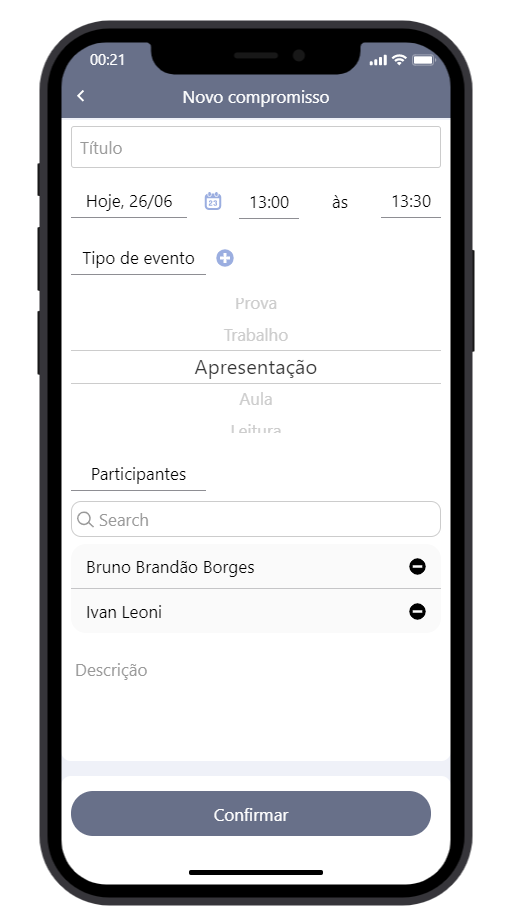 00:21
Novo compromisso
Título
Hoje, 26/06 23 13:00 às 13:30
Tipo de evento
Prova
Trabalho
Apresentação
Aula
Leitura
Participantes
Search
Bruno Brandão Borges
Ivan Leoni
Descrição
Confirmar